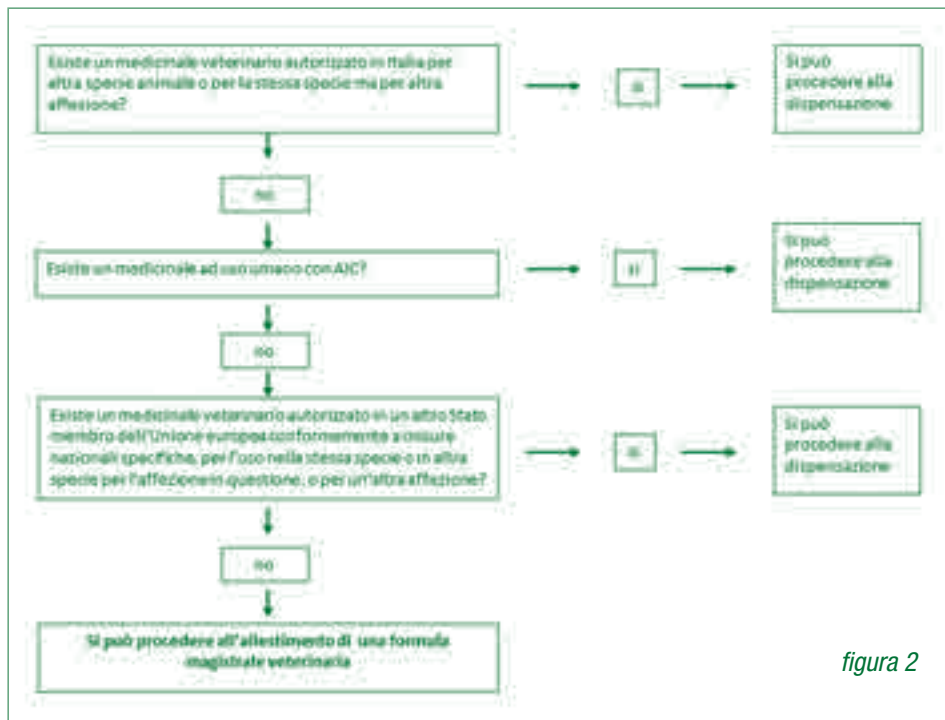 Esiste un medicinale veterinario autorizzato in Italia per
altra specie animale o per la stessa specie ma per altra
affezione?
si
Si può
procedere alla
dispensazione
no
Esiste un medicinale ad uso umano con AIC?
si
Si può
procedere alla
dispensazione
no
Esiste un medicinale veterinario autorizzato in un altro Stato
membro dell'Unione europea conformemente a misure
nazionali specifiche, per l'uso nella stessa specie o in altra
specie per l'affezione in questione, o per un'altra affezione?
si
Si può
procedere alla
dispensazione
no
Si può procedere all'allestimento di una formula
magistrale veterinaria
figura 2